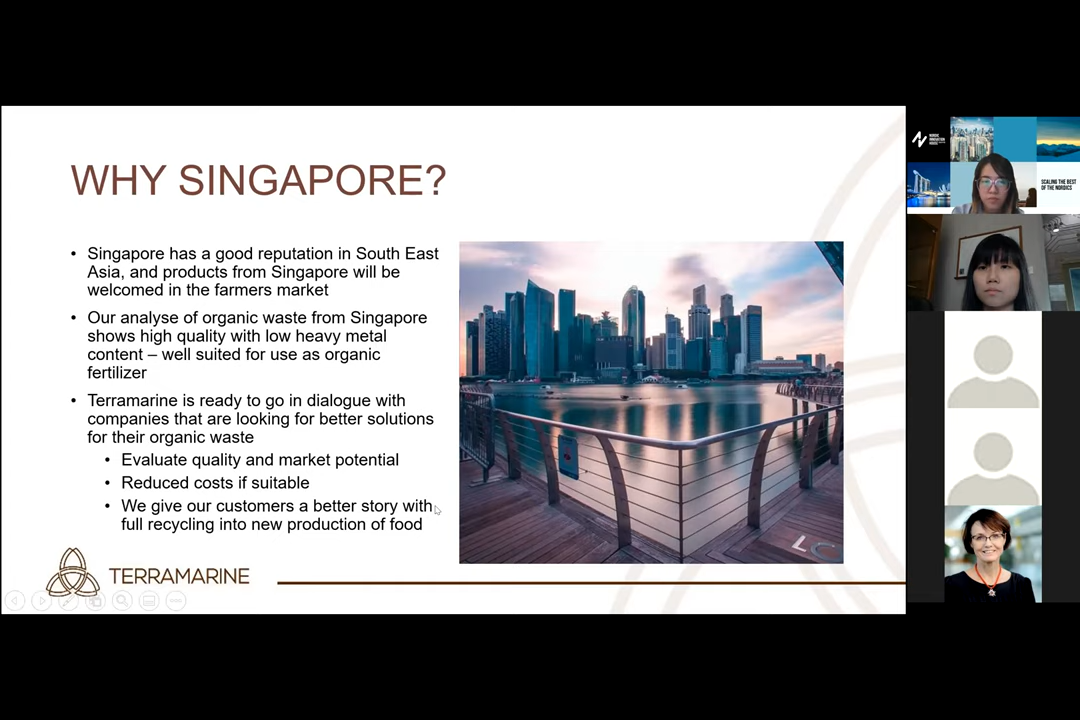 WHY SINGAPORE?
• Singapore has a good reputation in South East
Asia, and products from Singapore will be
welcomed in the farmers market
• Our analyse of organic waste from Singapore
shows high quality with low heavy metal
content – well suited for use as organic
fertilizer
• Terramarine is ready to go in dialogue with
companies that are looking for better solutions
for their organic waste
• Evaluate quality and market potential
• Reduced costs if suitable
• We give our customers a better story with
full recycling into new production of food
TERRAMARINE
LC
NORDIC
INNOVATION
HOUSE
SCALING THE BEST
OF THE NORDICS